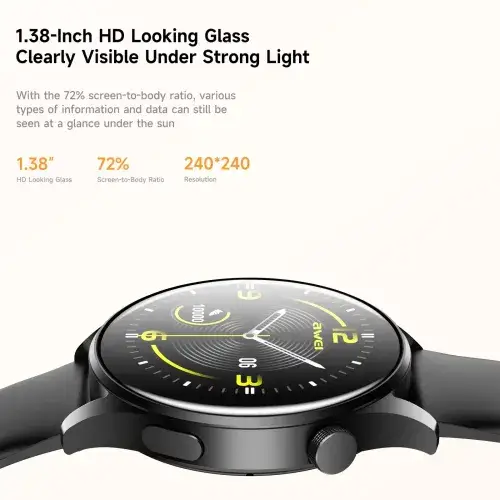 1.38-Inch HD Looking Glass
Clearly Visible Under Strong Light
With the 72% screen-to-body ratio, various
types of information and data can still be
seen at a glance under the sun
1.38"
72%
240*240
HD Looking Glass
Screen-to-Body Ratio
Resolution
9
10000
12
awei
06
6
3